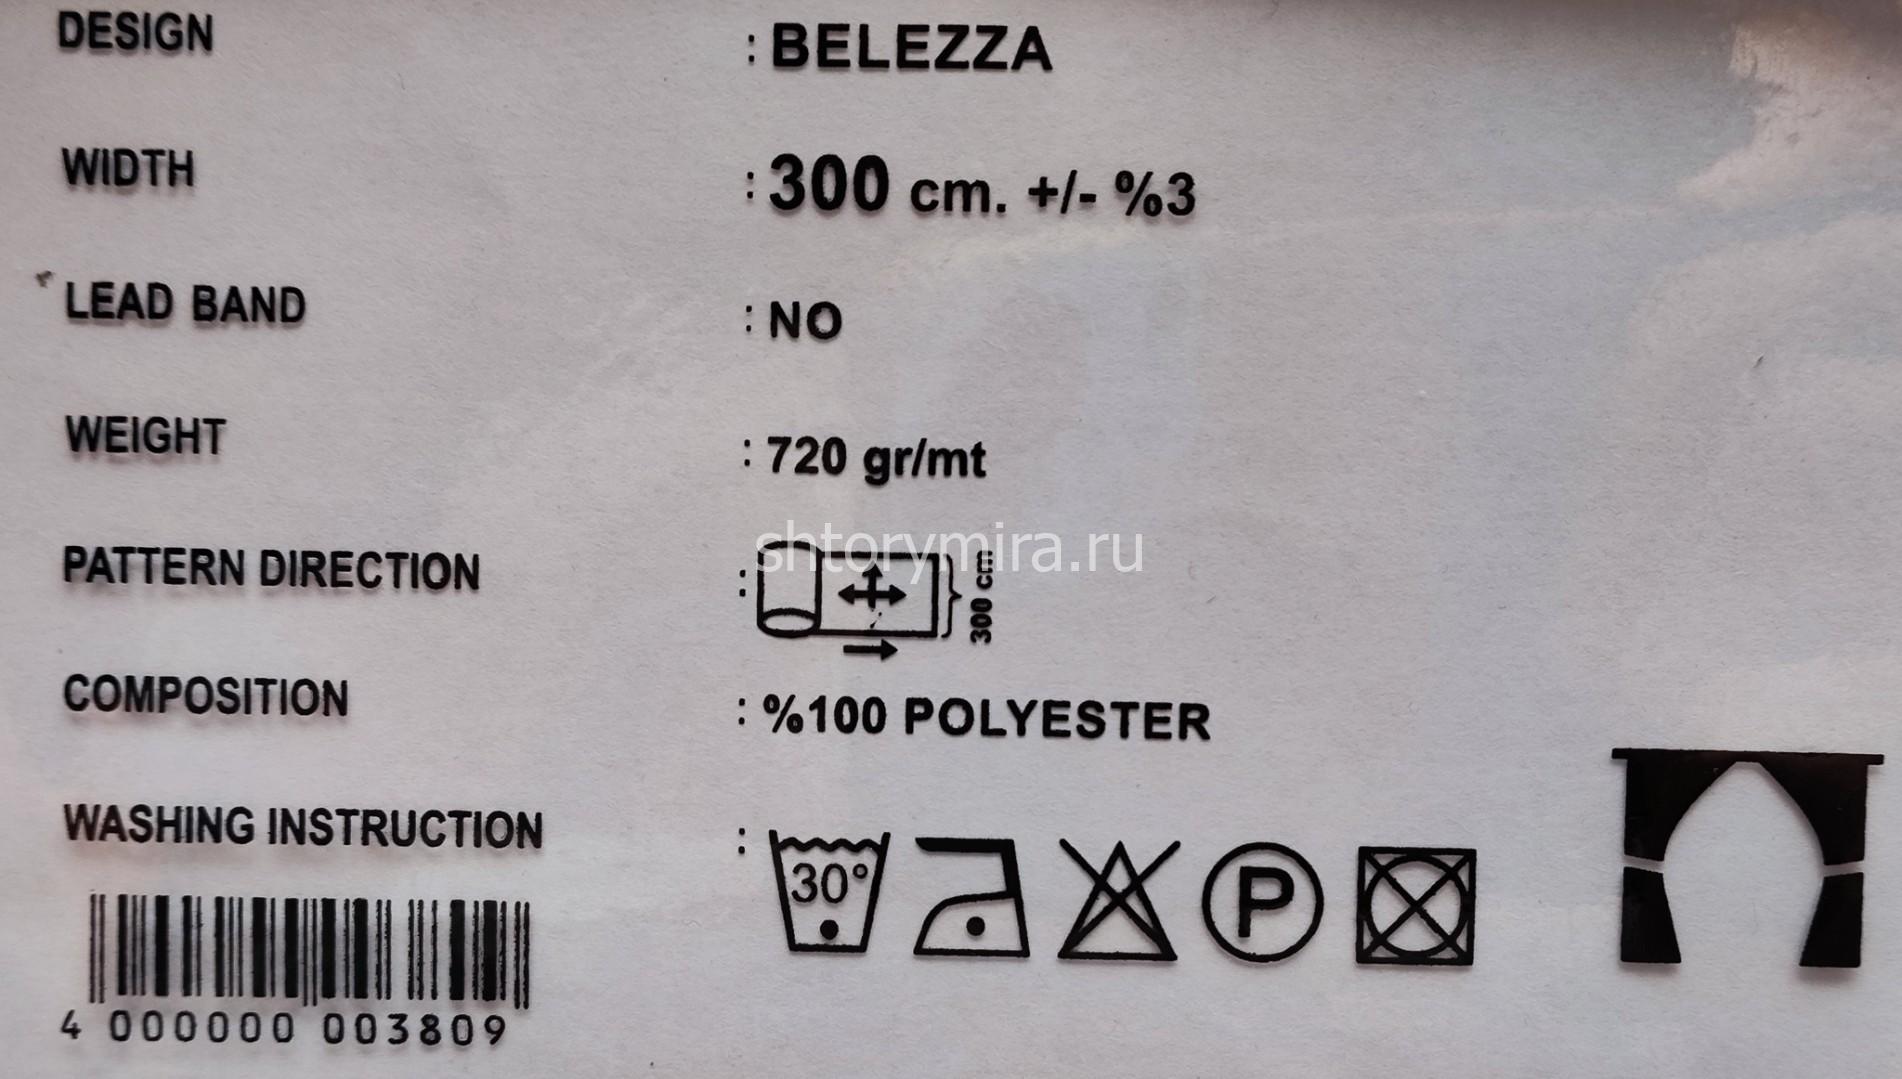 DESIGN : BELEZZA
WIDTH : 300 cm. +/- %3
LEAD BAND : NO
WEIGHT : 720 gr/mt
shtorymira.ru
PATTERN DIRECTION : 300 cm
COMPOSITION : %100 POLYESTER
WASHING INSTRUCTION : 30° P
4 000000 003809